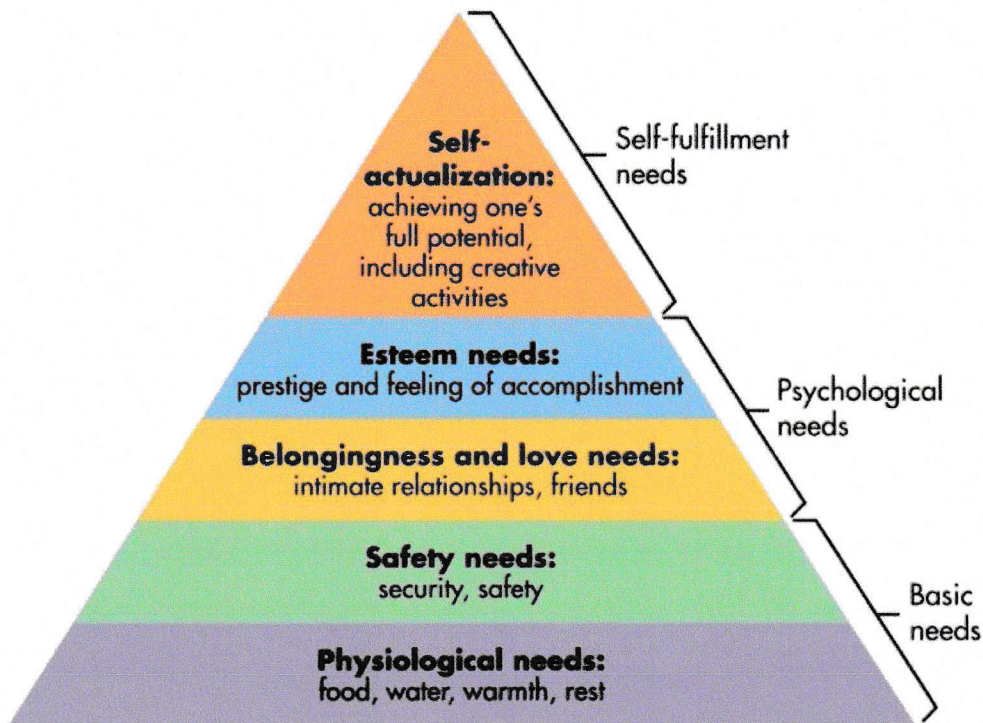 Self-
actualization:
achieving one's
full potential,
including creative
activities
Self-fulfillment
needs
Esteem needs:
prestige and feeling of accomplishment
Psychological
needs
Belongingness and love needs:
intimate relationships, friends
Safety needs:
security, safety
Basic
needs
Physiological needs:
food, water, warmth, rest